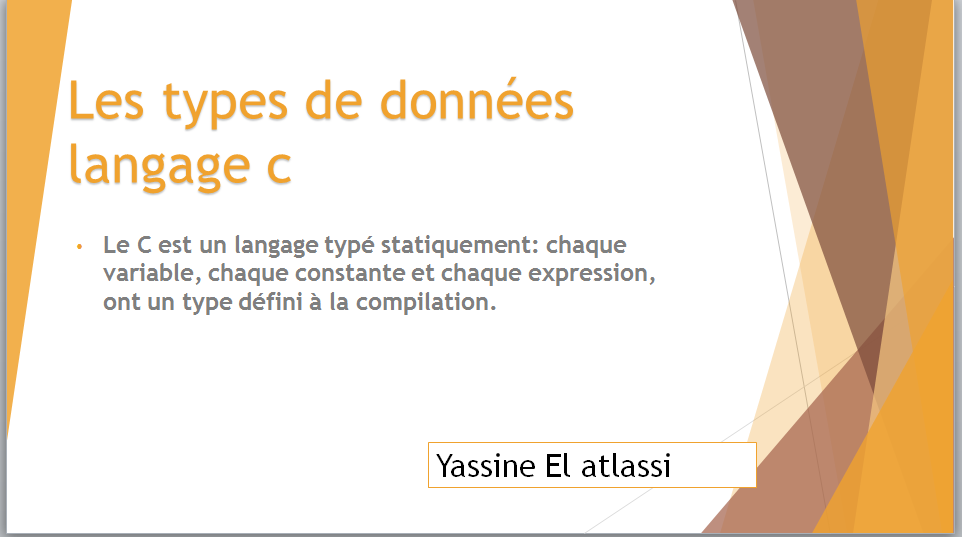 Les types de données
langage c
• Le C est un langage typé statiquement: chaque
variable, chaque constante et chaque expression,
ont un type défini à la compilation.
Yassine El atlassi